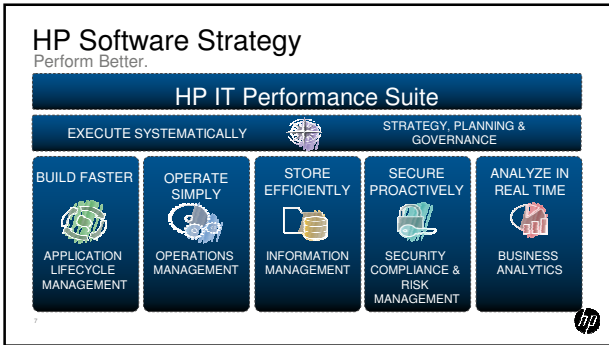 HP Software Strategy
Perform Better.
HP IT Performance Suite
EXECUTE SYSTEMATICALLY
STRATEGY, PLANNING &
GOVERNANCE
BUILD FASTER
APPLICATION
LIFECYCLE
MANAGEMENT
OPERATE
SIMPLY
OPERATIONS
MANAGEMENT
STORE
EFFICIENTLY
INFORMATION
MANAGEMENT
SECURE
PROACTIVELY
SECURITY
COMPLIANCE &
RISK
MANAGEMENT
ANALYZE IN
REAL TIME
BUSINESS
ANALYTICS
hp